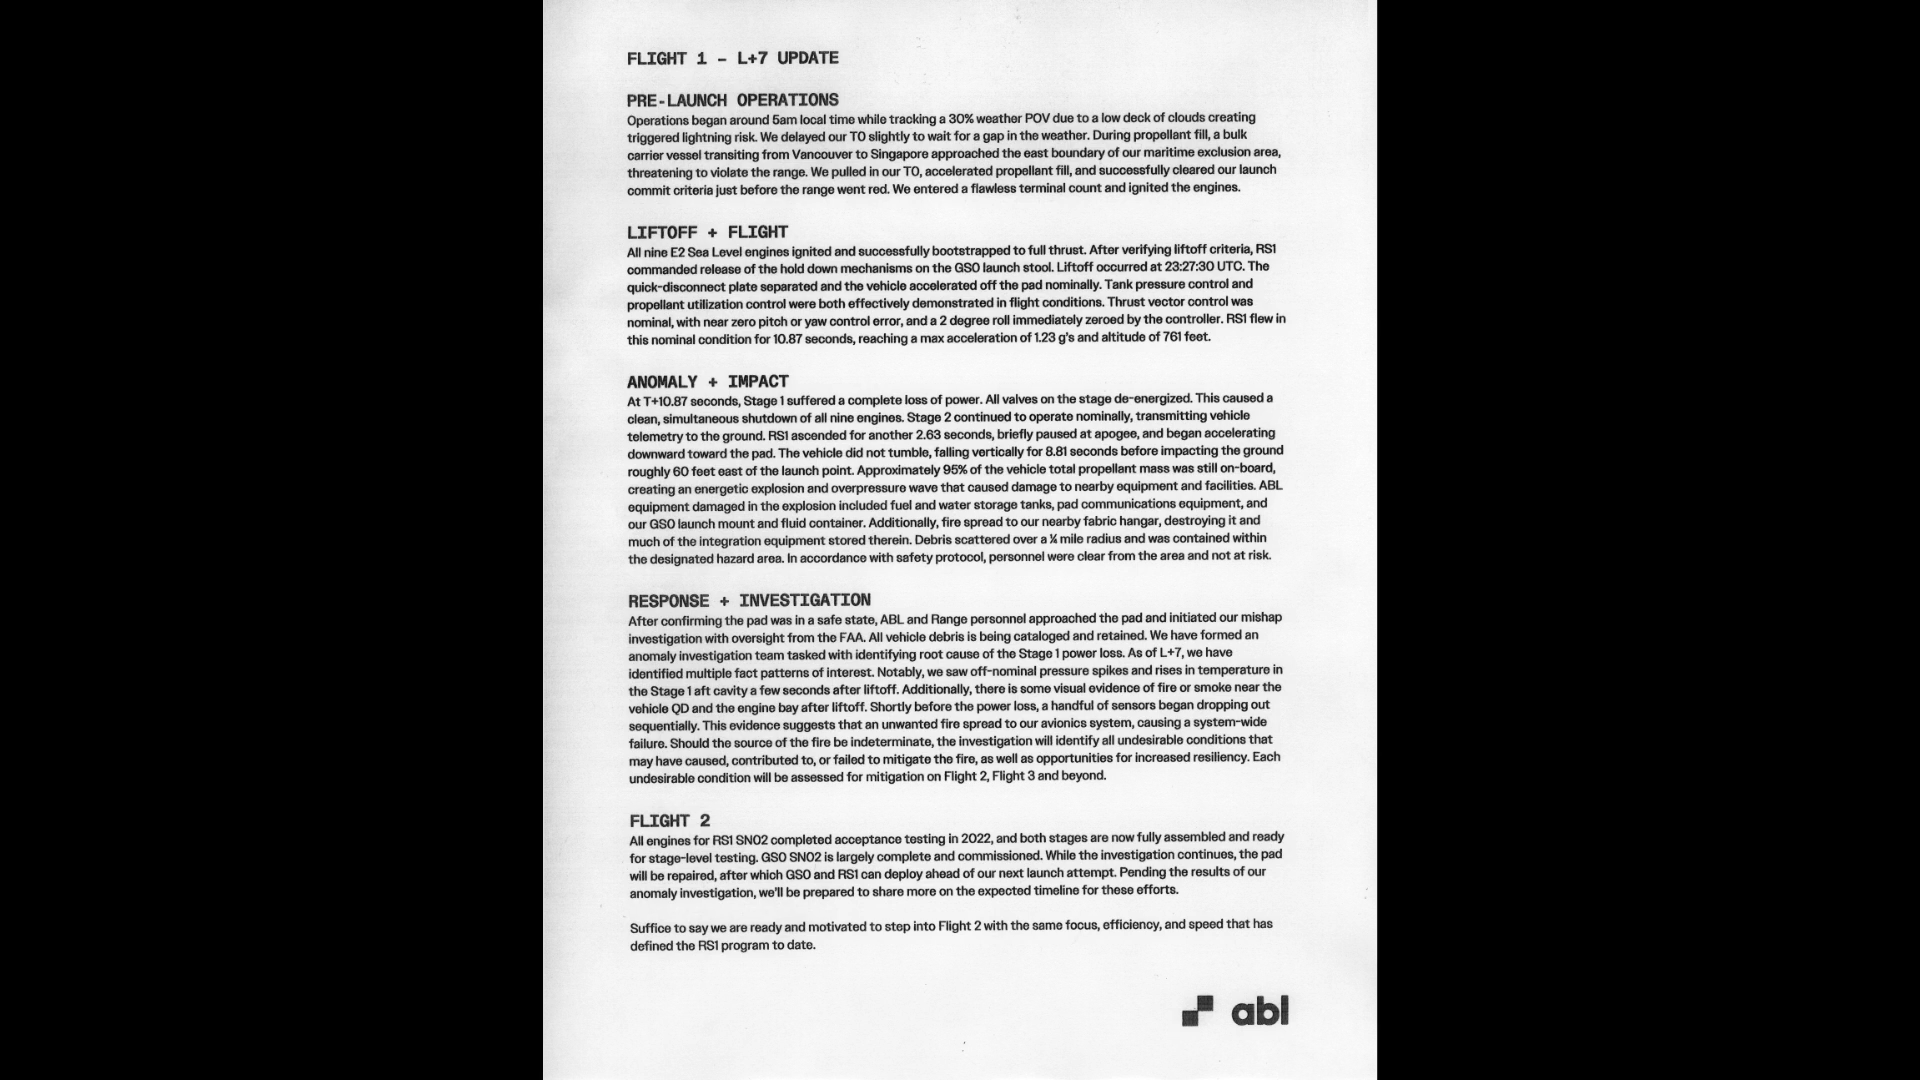 FLIGHT 1 – L+7 UPDATE
PRE-LAUNCH OPERATIONS
Operations began around 5am local time while tracking a 30% weather POV due to a low deck of clouds creating
triggered lightning risk. We delayed our T0 slightly to wait for a gap in the weather. During propellant fill, a bulk
carrier vessel transiting from Vancouver to Singapore approached the east boundary of our maritime exclusion area,
threatening to violate the range. We pulled in our T0, accelerated propellant fill, and successfully cleared our launch
commit criteria just before the range went red. We entered a flawless terminal count and ignited the engines.
LIFTOFF + FLIGHT
All nine E2 Sea Level engines ignited and successfully bootstrapped to full thrust. After verifying liftoff criteria, RS1
commanded release of the hold down mechanisms on the GS0 launch stool. Liftoff occurred at 23:27:30 UTC. The
quick-disconnect plate separated and the vehicle accelerated off the pad nominally. Tank pressure control and
propellant utilization control were both effectively demonstrated in flight conditions. Thrust vector control was
nominal, with near zero pitch or yaw control error, and a 2 degree roll immediately zeroed by the controller. RS1 flew in
this nominal condition for 10.87 seconds, reaching a max acceleration of 1.23 g's and altitude of 761 feet.
ANOMALY + IMPACT
At T+10.87 seconds, Stage 1 suffered a complete loss of power. All valves on the stage de-energized. This caused a
clean, simultaneous shutdown of all nine engines. Stage 2 continued to operate nominally, transmitting vehicle
telemetry to the ground. RS1 ascended for another 2.63 seconds, briefly paused at apogee, and began accelerating
downward toward the pad. The vehicle did not tumble, falling vertically for 8.81 seconds before impacting the ground
roughly 60 feet east of the launch point. Approximately 95% of the vehicle total propellant mass was still on-board,
creating an energetic explosion and overpressure wave that caused damage to nearby equipment and facilities. ABL
equipment damaged in the explosion included fuel and water storage tanks, pad communications equipment, and
our GS0 launch mount and fluid container. Additionally, fire spread to our nearby fabric hangar, destroying it and
much of the integration equipment stored therein. Debris scattered over a ¼ mile radius and was contained within
the designated hazard area. In accordance with safety protocol, personnel were clear from the area and not at risk.
RESPONSE + INVESTIGATION
After confirming the pad was in a safe state, ABL and Range personnel approached the pad and initiated our mishap
investigation with oversight from the FAA. All vehicle debris is being cataloged and retained. We have formed an
anomaly investigation team tasked with identifying root cause of the Stage 1 power loss. As of L+7, we have
identified multiple fact patterns of interest. Notably, we saw off-nominal pressure spikes and rises in temperature in
the Stage 1 aft cavity a few seconds after liftoff. Additionally, there is some visual evidence of fire or smoke near the
vehicle QD and the engine bay after liftoff. Shortly before the power loss, a handful of sensors began dropping out
sequentially. This evidence suggests that an unwanted fire spread to our avionics system, causing a system-wide
failure. Should the source of the fire be indeterminate, the investigation will identify all undesirable conditions that
may have caused, contributed to, or failed to mitigate the fire, as well as opportunities for increased resiliency. Each
undesirable condition will be assessed for mitigation on Flight 2, Flight 3 and beyond.
FLIGHT 2
All engines for RS1 SN02 completed acceptance testing in 2022, and both stages are now fully assembled and ready
for stage-level testing. GS0 SN02 is largely complete and commissioned. While the investigation continues, the pad
will be repaired, after which GS0 and RS1 can deploy ahead of our next launch attempt. Pending the results of our
anomaly investigation, we'll be prepared to share more on the expected timeline for these efforts.
Suffice to say we are ready and motivated to step into Flight 2 with the same focus, efficiency, and speed that has
defined the RS1 program to date.
abl